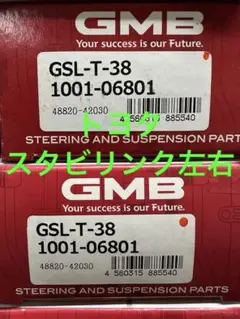 GMB
Your success is our Future.
GSL-T-38
1001-06801
48820-42030
4 560315 885540
トヨタ
STEERING AND SUSPENSION PARTS
スタビリンク左右
GMB
Your success is our Future.
GSL-T-38
1001-06801
48820-42030
4 560315 885540
STEERING AND SUSPENSION PARTS